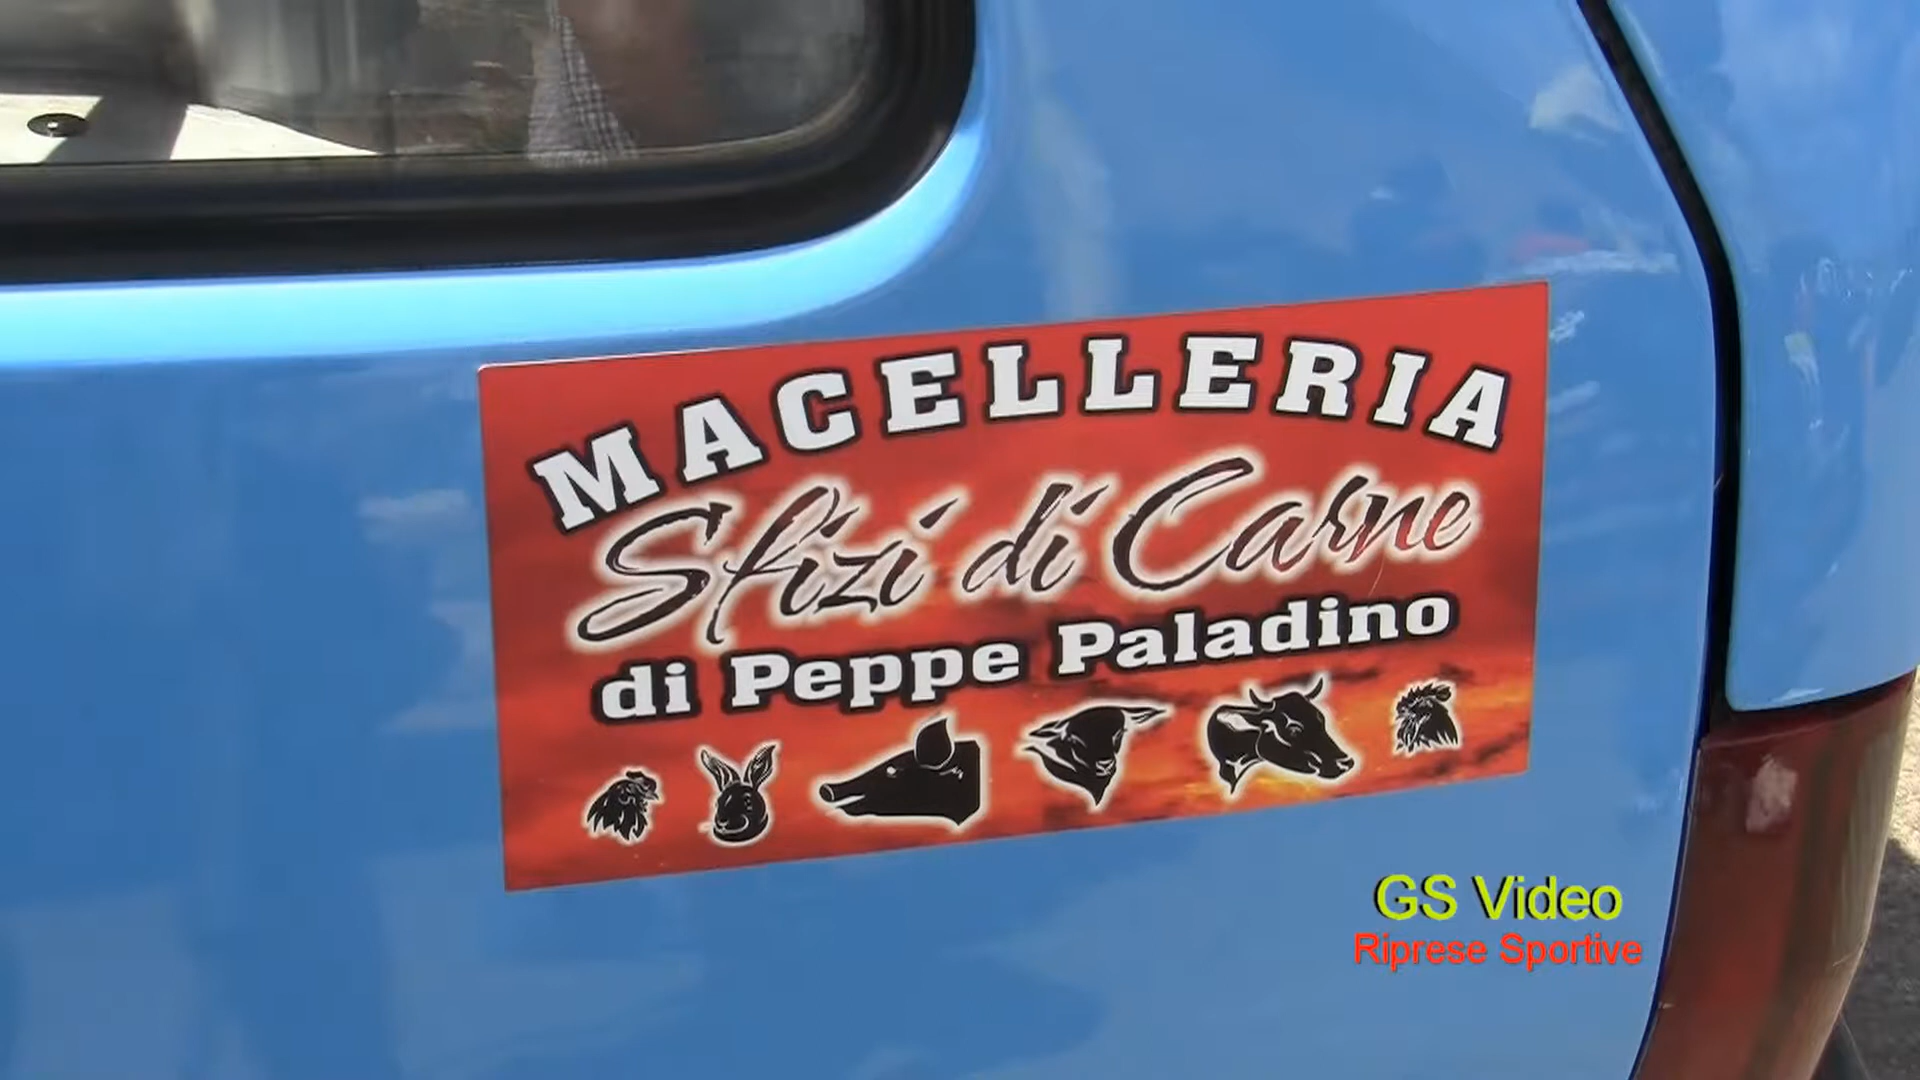 MACELLERIA
Sfizi di Carne
di Peppe Paladino
GS Video
Riprese Sportive